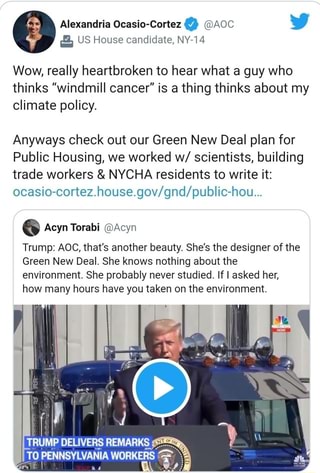 Alexandria Ocasio-Cortez @AOC
US House candidate, NY-14
Wow, really heartbroken to hear what a guy who
thinks “windmill cancer” is a thing thinks about my
climate policy.
Anyways check out our Green New Deal plan for
Public Housing, we worked w/ scientists, building
trade workers & NYCHA residents to write it:
ocasio-cortez.house.gov/gnd/public-hou...
Acyn Torabi @Acyn
Trump: AOC, that’s another beauty. She’s the designer of the
Green New Deal. She knows nothing about the
environment. She probably never studied. If I asked her,
how many hours have you taken on the environment.
TRUMP DELIVERS REMARKS
TO PENNSYLVANIA WORKERS